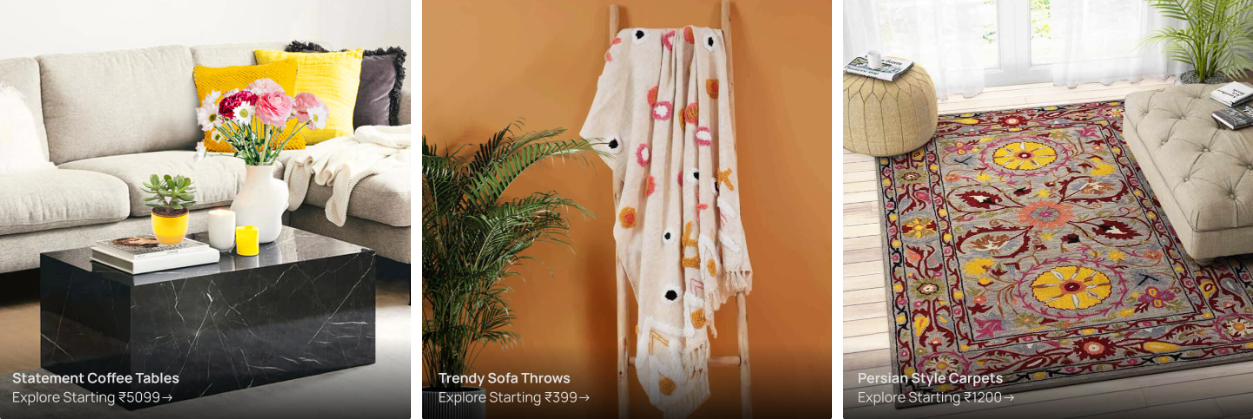 Statement Coffee Tables
Explore Starting ₹5099→
Trendy Sofa Throws
Explore Starting ₹399→
Persian Style Carpets
Explore Starting ₹1200→